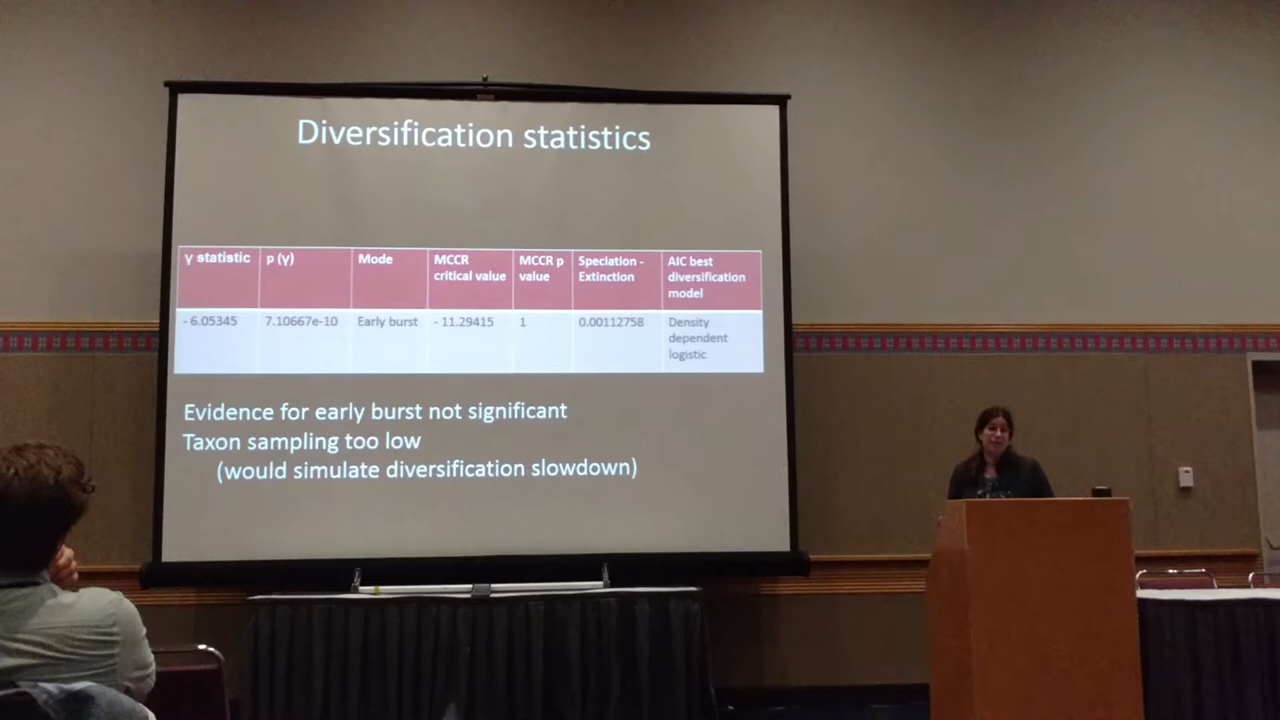 Diversification statistics
γ statistic p (γ) Mode MCCR critical value MCCR p value Speciation - Extinction AIC best diversification model
- 6.05345 7.10667e-10 Early burst - 11.29415 1 0.00112758 Density dependent logistic
Evidence for early burst not significant
Taxon sampling too low
(would simulate diversification slowdown)